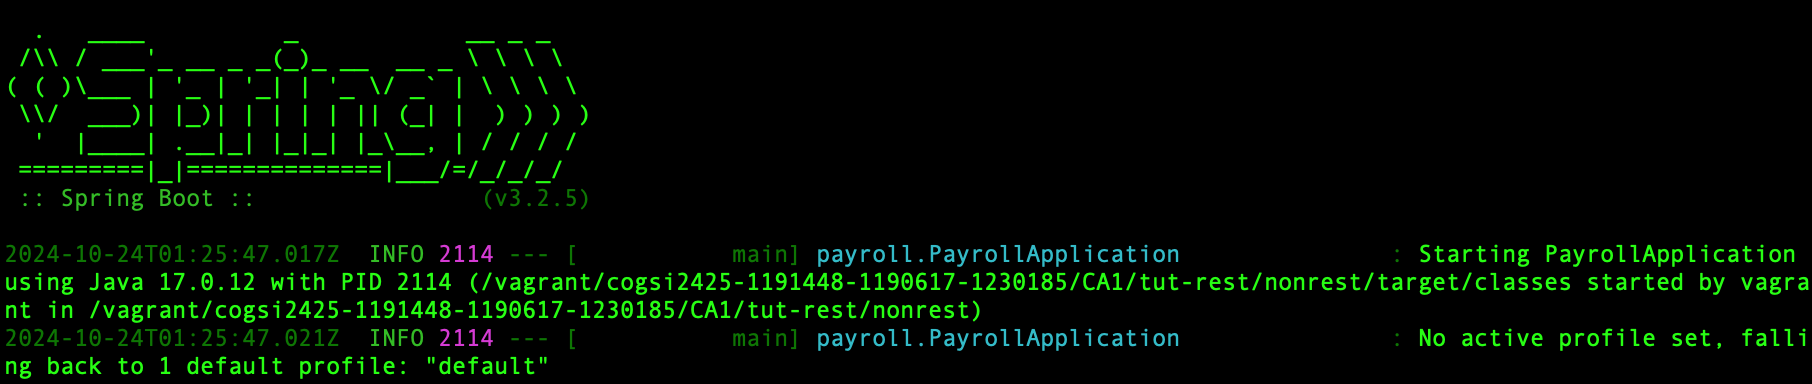 .   ____          _            __ _ _
 /\\ / ___'_ __ _ _(_)_ __  __ _ \ \ \ \
( ( )\___ | '_ | '_| | '_ \/ _` | \ \ \ \
 \\/  ___)| |_)| | | | | || (_| |  ) ) ) )
  '  |____| .__|_| |_|_| |_\__, | / / / /
 =========|_|==============|___/=/_/_/_/
 :: Spring Boot ::                (v3.2.5)
2024-10-24T01:25:47.017Z  INFO 2114 --- [           main] payroll.PayrollApplication               : Starting PayrollApplication
using Java 17.0.12 with PID 2114 (/vagrant/cogsi2425-1191448-1190617-1230185/CA1/tut-rest/nonrest/target/classes started by vagra
nt in /vagrant/cogsi2425-1191448-1190617-1230185/CA1/tut-rest/nonrest)
2024-10-24T01:25:47.021Z  INFO 2114 --- [           main] payroll.PayrollApplication               : No active profile set, falli
ng back to 1 default profile: "default"